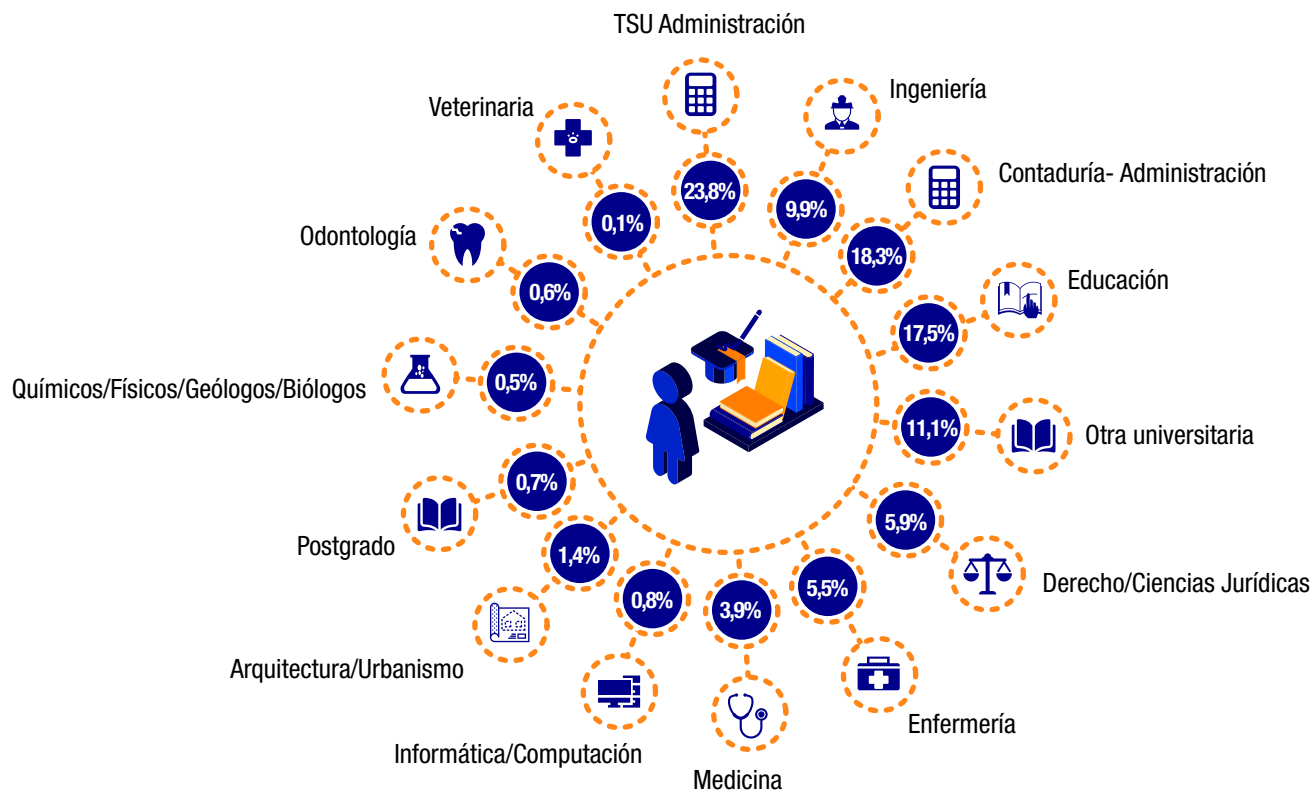 TSU Administración
23,8%
Ingeniería
9,9%
Contaduría- Administración
18,3%
Educación
17,5%
Otra universitaria
11,1%
Derecho/Ciencias Jurídicas
5,9%
Enfermería
5,5%
Medicina
3,9%
Informática/Computación
0,8%
Arquitectura/Urbanismo
1,4%
Postgrado
0,7%
Químicos/Físicos/Geólogos/Biólogos
0,5%
Odontología
0,6%
Veterinaria
0,1%